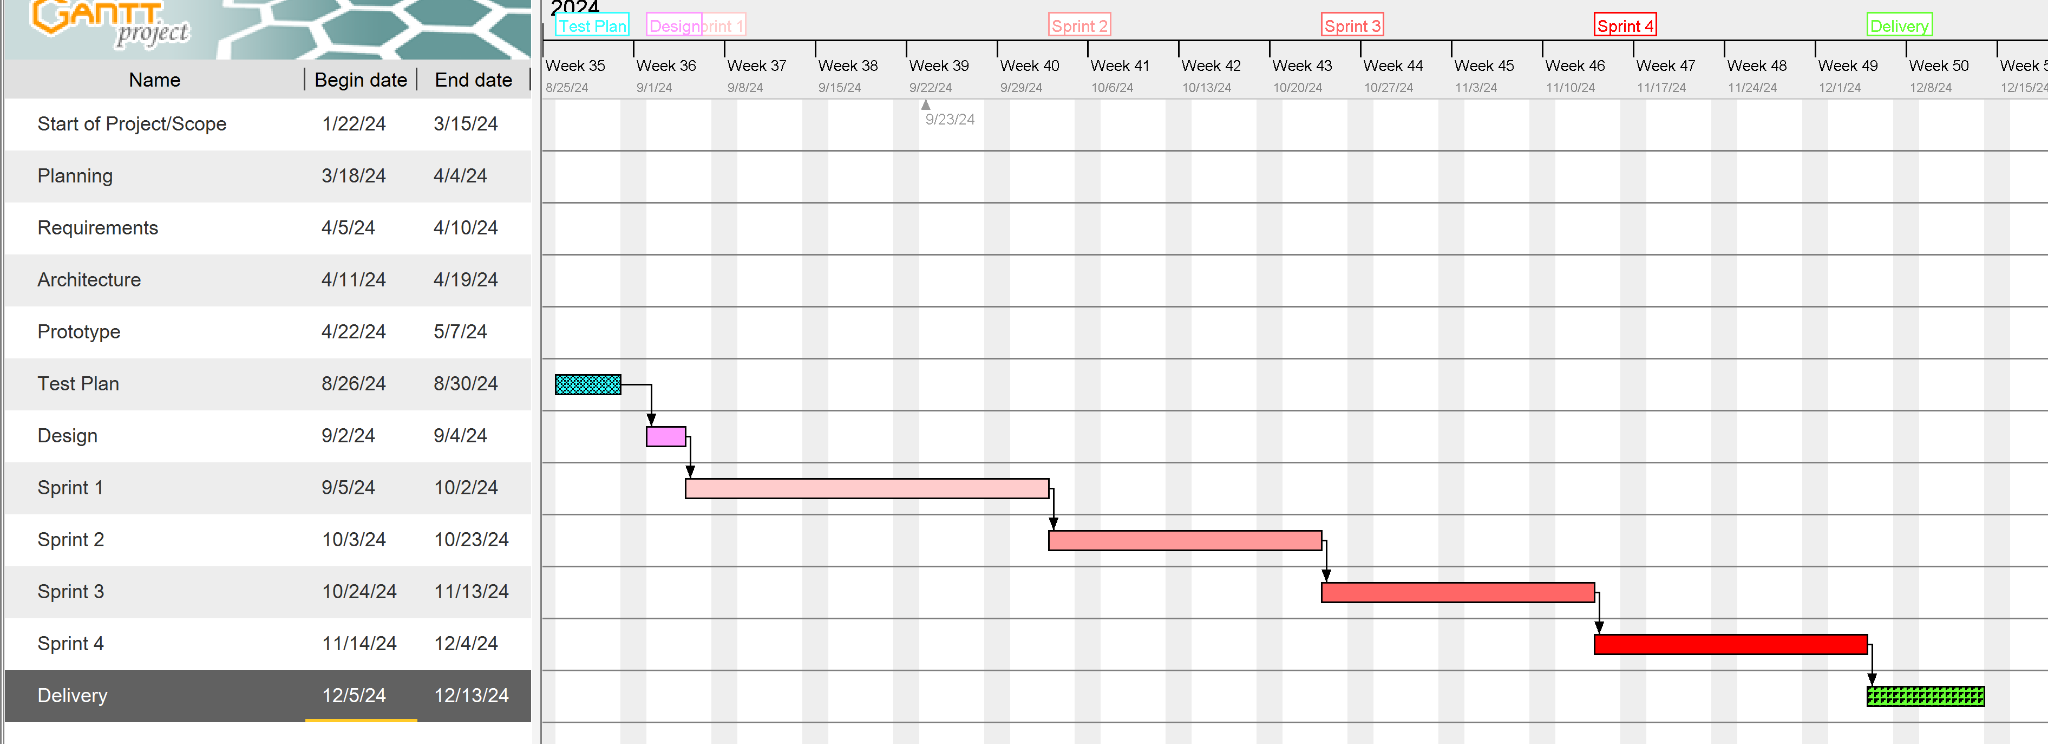 GANTT
project
2024
Test Plan Design print 1 Sprint 2 Sprint 3 Sprint 4 Delivery
Name Begin date End date
Week 35 Week 36 Week 37 Week 38 Week 39 Week 40 Week 41 Week 42 Week 43 Week 44 Week 45 Week 46 Week 47 Week 48 Week 49 Week 50 Week 5
8/25/24 9/1/24 9/8/24 9/15/24 9/22/24 9/29/24 10/6/24 10/13/24 10/20/24 10/27/24 11/3/24 11/10/24 11/17/24 11/24/24 12/1/24 12/8/24 12/15/24
9/23/24
Start of Project/Scope 1/22/24 3/15/24
Planning 3/18/24 4/4/24
Requirements 4/5/24 4/10/24
Architecture 4/11/24 4/19/24
Prototype 4/22/24 5/7/24
Test Plan 8/26/24 8/30/24
Design 9/2/24 9/4/24
Sprint 1 9/5/24 10/2/24
Sprint 2 10/3/24 10/23/24
Sprint 3 10/24/24 11/13/24
Sprint 4 11/14/24 12/4/24
Delivery 12/5/24 12/13/24